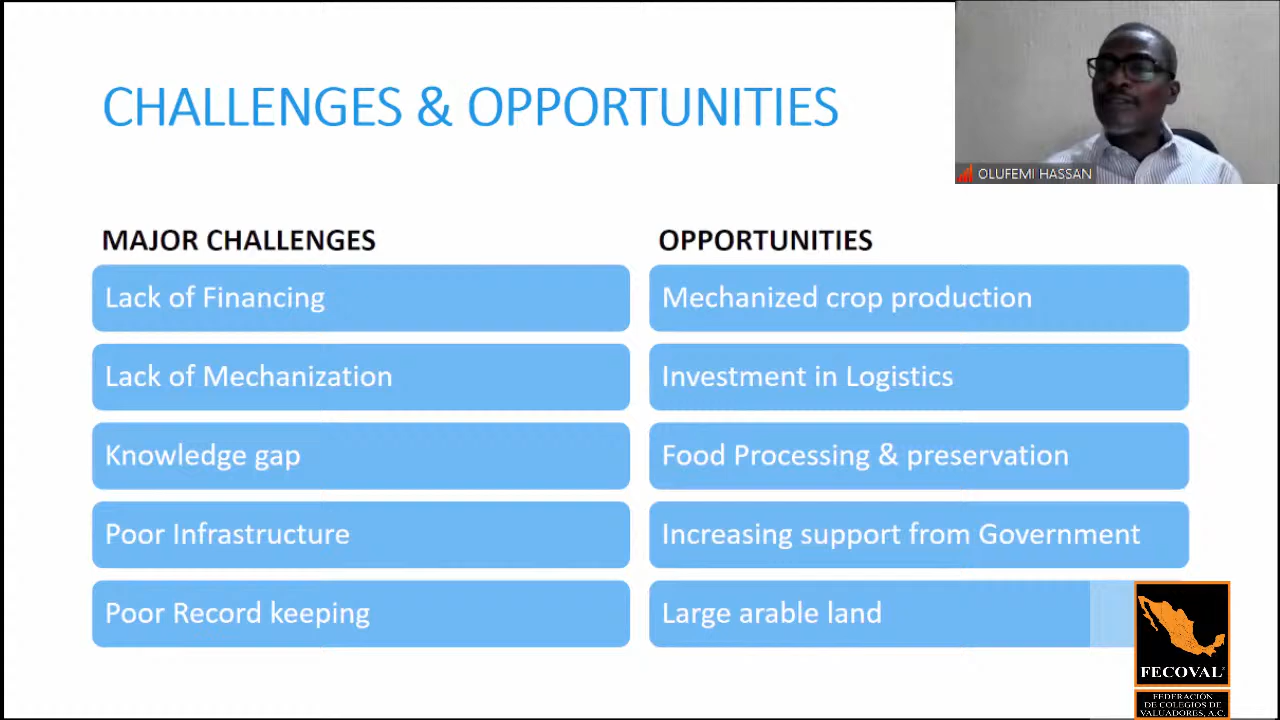 CHALLENGES & OPPORTUNITIES
OLUFEMI HASSAN
MAJOR CHALLENGES
Lack of Financing
Lack of Mechanization
Knowledge gap
Poor Infrastructure
Poor Record keeping
OPPORTUNITIES
Mechanized crop production
Investment in Logistics
Food Processing & preservation
Increasing support from Government
Large arable land
FECOVAL
FEDERACIÓN
DE COLEGIOS DE
VALUADORES, A.C.